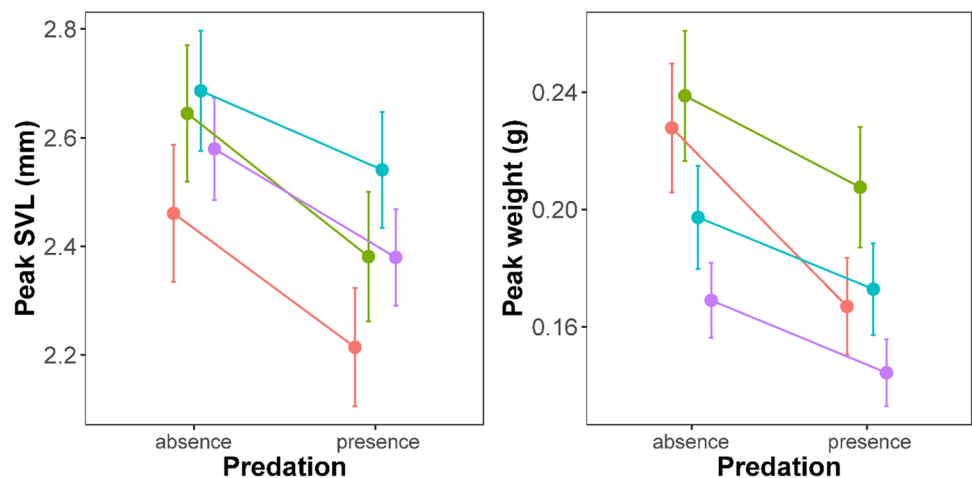 Peak SVL (mm)
2.8
2.6
2.4
2.2
absence
presence
Predation
Peak weight (g)
0.24
0.20
0.16
absence
presence
Predation